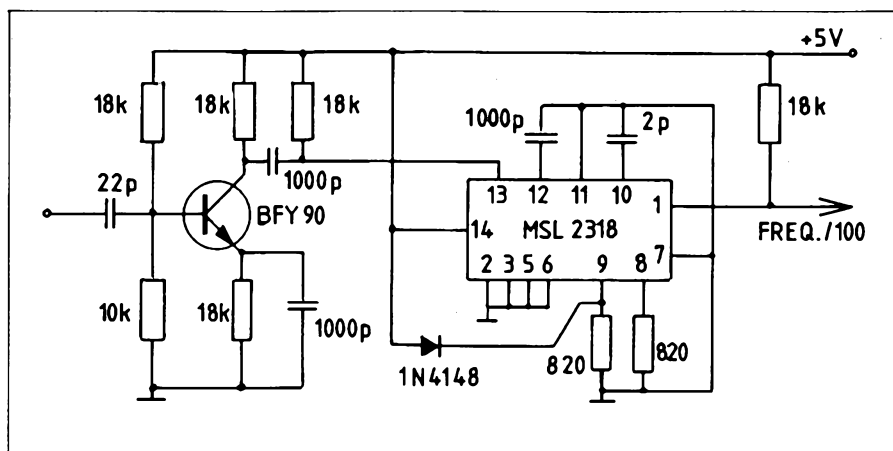 +5V
18k
18k
18k
18k
1000p
2p
22p
1000p
13
12
11
10
BFY 90
1
14
MSL 2318
FREQ./100
7
2
3
5
6
9
8
10k
18k
1000p
820
820
1N4148